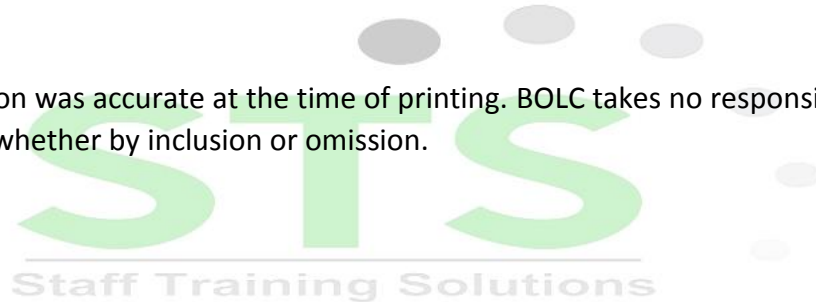 on was accurate at the time of printing. BOLC takes no responsi
whether by inclusion or omission.
STS
Staff Training Solutions